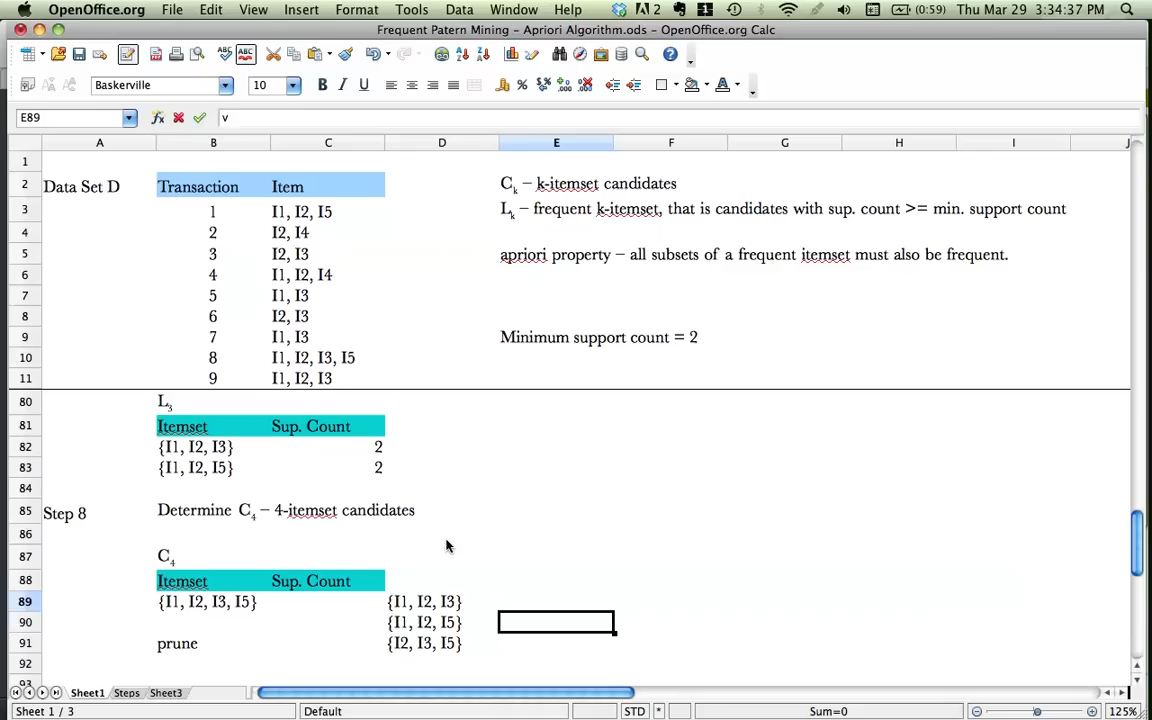 OpenOffice.org File Edit View Insert Format Tools Data Window Help (0:59) Thu Mar 29 3:34:37 PM
Frequent Patern Mining - Apriori Algorithm.ods - OpenOffice.org Calc
Baskerville 10 B I U
E89 v
A B C D E F G H I J
1
2 Data Set D Transaction Item Ck – k-itemset candidates
3 1 I1, I2, I5 Lk – frequent k-itemset, that is candidates with sup. count >= min. support count
4 2 I2, I4
5 3 I2, I3 apriori property – all subsets of a frequent itemset must also be frequent.
6 4 I1, I2, I4
7 5 I1, I3
8 6 I2, I3
9 7 I1, I3 Minimum support count = 2
10 8 I1, I2, I3, I5
11 9 I1, I2, I3
80 L3
81 Itemset Sup. Count
82 {I1, I2, I3} 2
83 {I1, I2, I5} 2
84
85 Step 8 Determine C4 – 4-itemset candidates
86
87 C4
88 Itemset Sup. Count
89 {I1, I2, I3, I5} {I1, I2, I3}
90 {I1, I2, I5}
91 prune {I2, I3, I5}
92
93
Sheet1 Steps Sheet3
Sheet 1 / 3 Default STD * Sum=0 125%